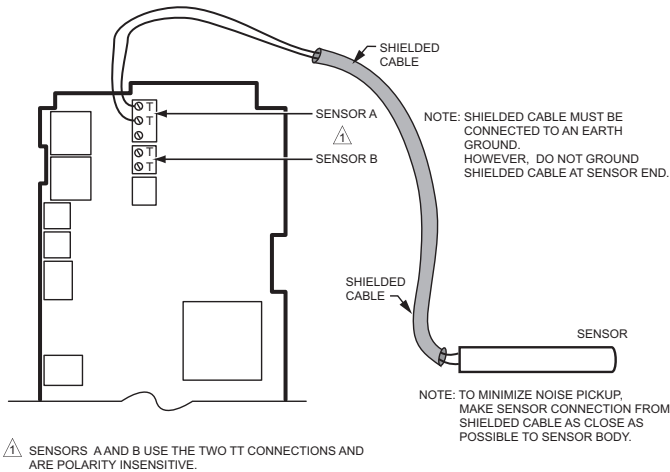 SHIELDED
CABLE
T
T
SENSOR A
1
T
T
SENSOR B
NOTE: SHIELDED CABLE MUST BE
CONNECTED TO AN EARTH
GROUND.
HOWEVER, DO NOT GROUND
SHIELDED CABLE AT SENSOR END.
SHIELDED
CABLE
SENSOR
NOTE: TO MINIMIZE NOISE PICKUP,
MAKE SENSOR CONNECTION FROM
SHIELDED CABLE AS CLOSE AS
POSSIBLE TO SENSOR BODY.
1 SENSORS A AND B USE THE TWO TT CONNECTIONS AND
ARE POLARITY INSENSITIVE.